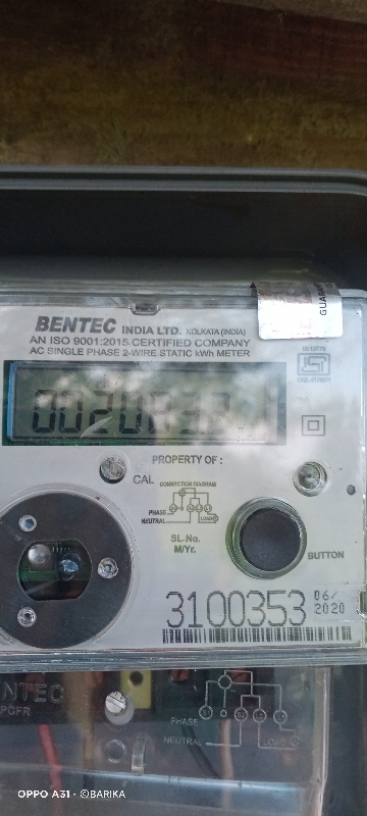 BENTEC INDIA LTD. KOLKATA (INDIA)
AN ISO 9001:2015 CERTIFIED COMPANY
AC SINGLE PHASE 2-WIRE STATIC kWh METER
PROPERTY OF :
CAL
CONNECTION DIAGRAM
PHASE
NEUTRAL
LOAD
SL.No.
M/Yr.
BUTTON
3100353 06/
2020
PHASE
NEUTRAL
OPPO A31 · ©BARIKA